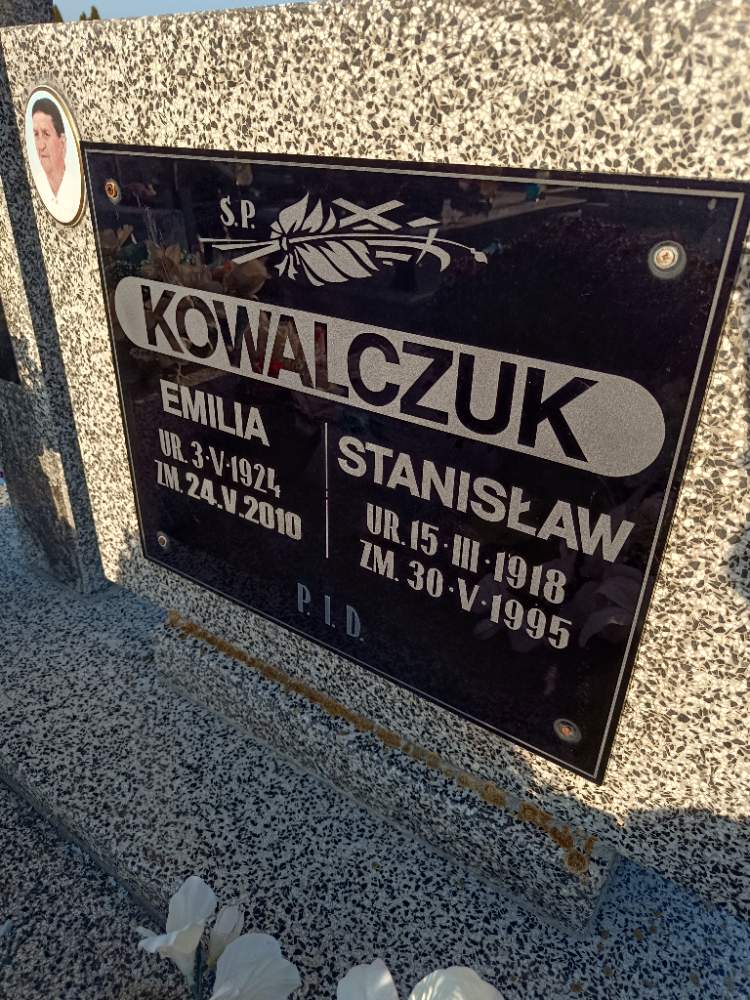 Ś.P.
KOWALCZUK
EMILIA
UR. 3·V·1924
ZM. 24.V.2010
STANISŁAW
UR. 15·III·1918
ZM. 30·V·1995
P. I. D.